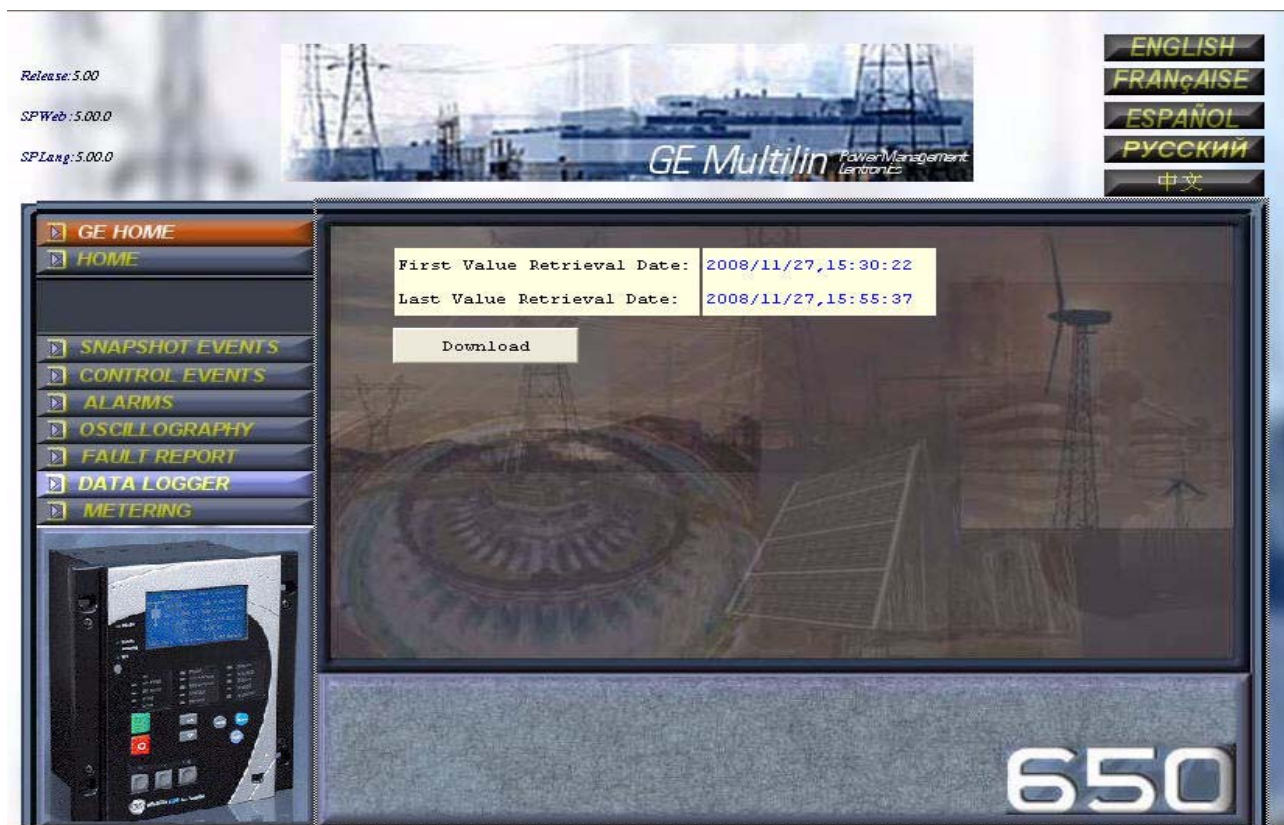 Release:5.00
SPWeb :5.00.0
SPLang:5.00.0
GE Multilin PowerManagement
Lentronics
ENGLISH
FRANçAISE
ESPAÑOL
РУССКИЙ
中文
GE HOME
HOME
SNAPSHOT EVENTS
CONTROL EVENTS
ALARMS
OSCILLOGRAPHY
FAULT REPORT
DATA LOGGER
METERING
First Value Retrieval Date: 2008/11/27,15:30:22
Last Value Retrieval Date: 2008/11/27,15:55:37
Download
650